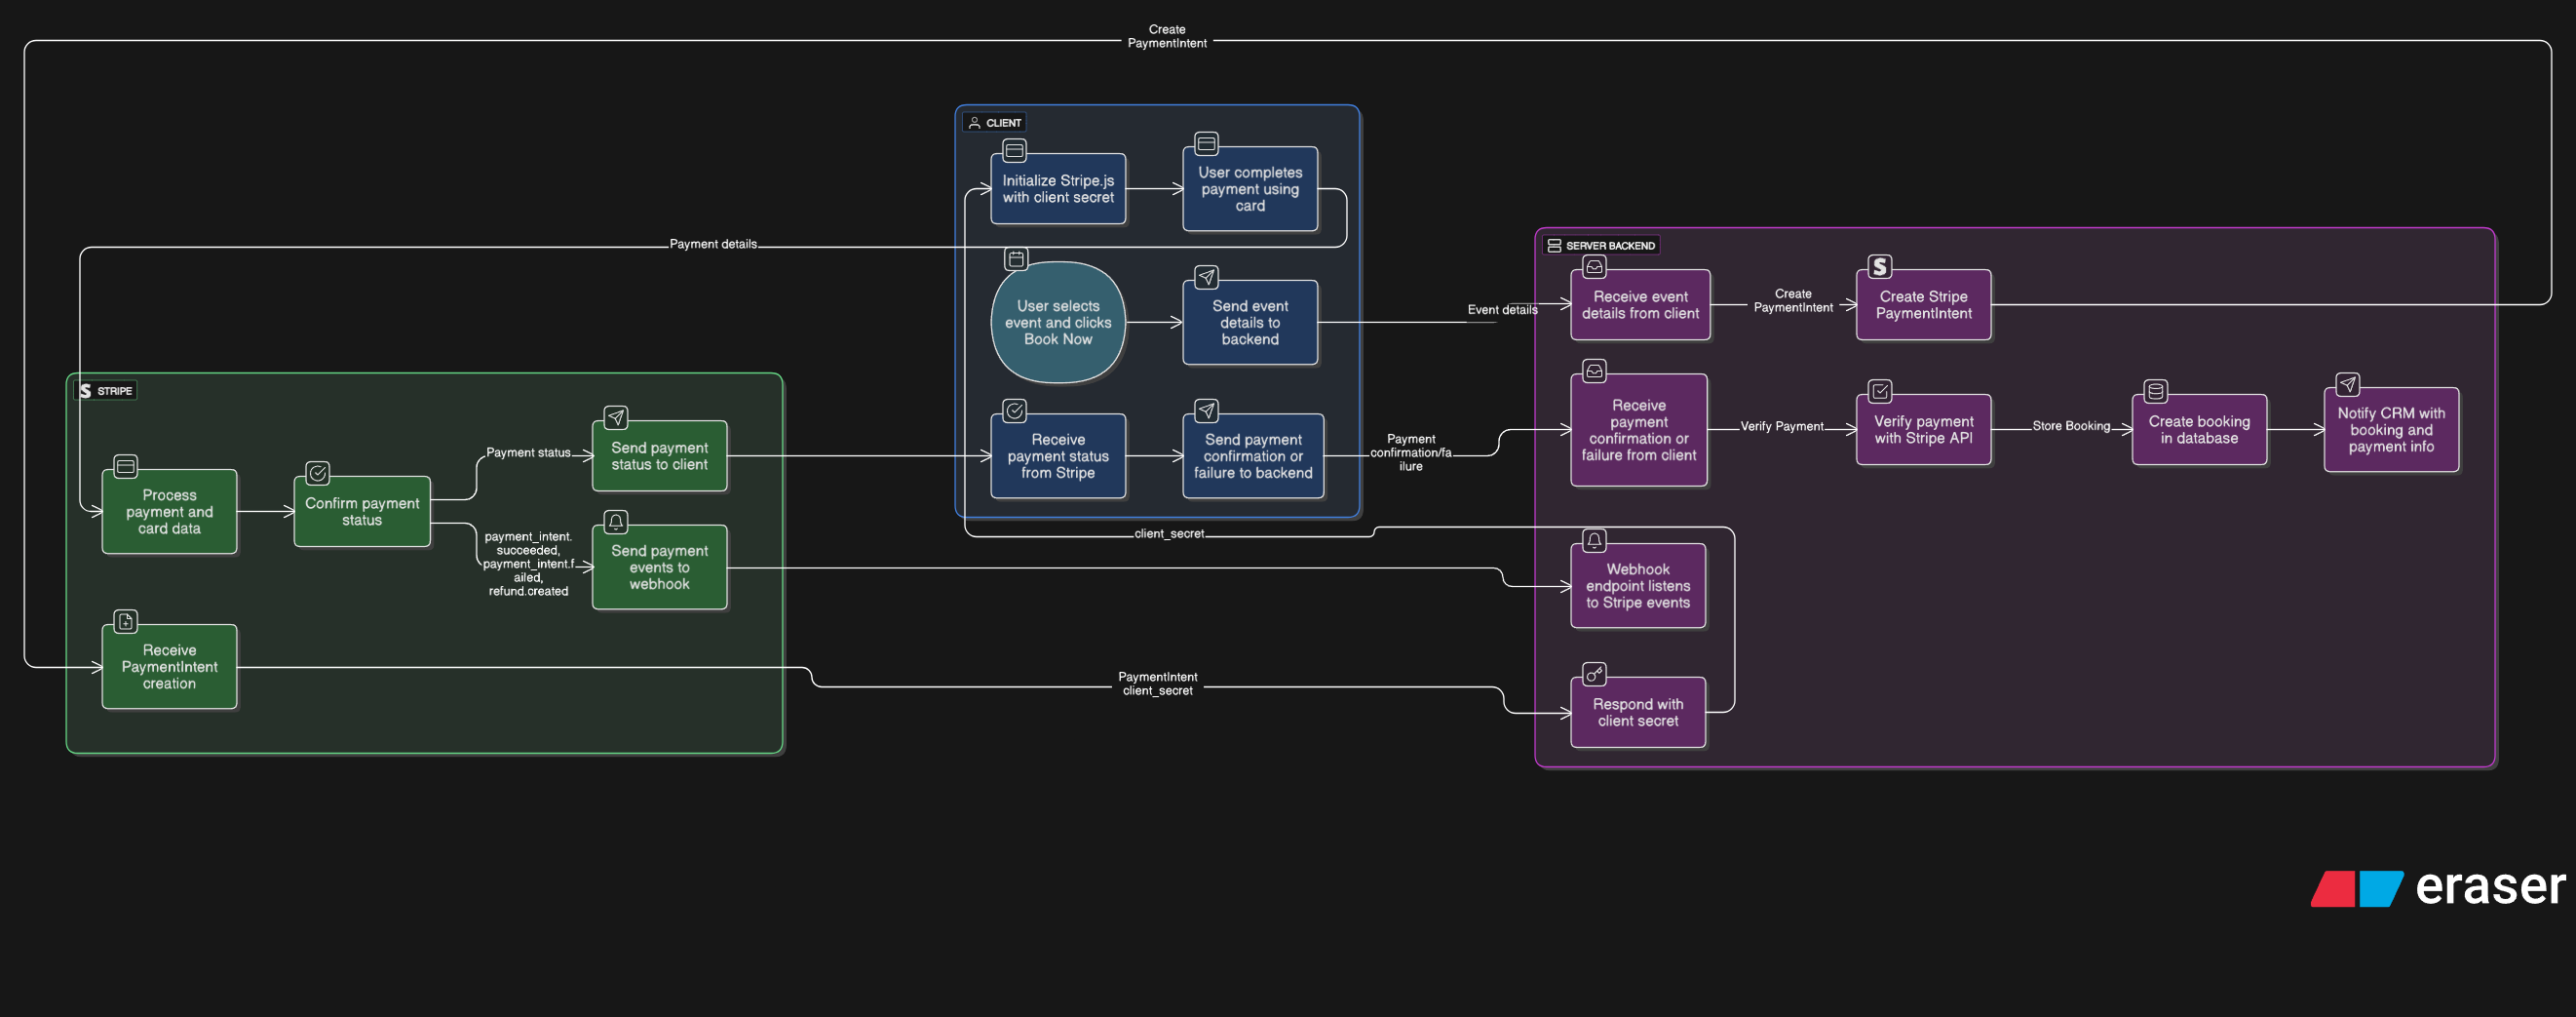 Create
PaymentIntent
CLIENT
Initialize Stripe.js
with client secret
User completes
payment using
card
Payment details
User selects
event and clicks
Book Now
Send event
details to
backend
Event details
SERVER BACKEND
Receive event
details from client
Create
PaymentIntent
Create Stripe
PaymentIntent
STRIPE
Process
payment and
card data
Confirm payment
status
Payment status
Send payment
status to client
payment_intent.
succeeded,
payment_intent.f
ailed,
refund.created
Send payment
events to
webhook
Receive
PaymentIntent
creation
Receive
payment status
from Stripe
Send payment
confirmation or
failure to backend
Payment
confirmation/fa
ilure
Receive
payment
confirmation or
failure from client
Verify Payment
Verify payment
with Stripe API
Store Booking
Create booking
in database
Notify CRM with
booking and
payment info
client_secret
Webhook
endpoint listens
to Stripe events
PaymentIntent
client_secret
Respond with
client secret
eraser